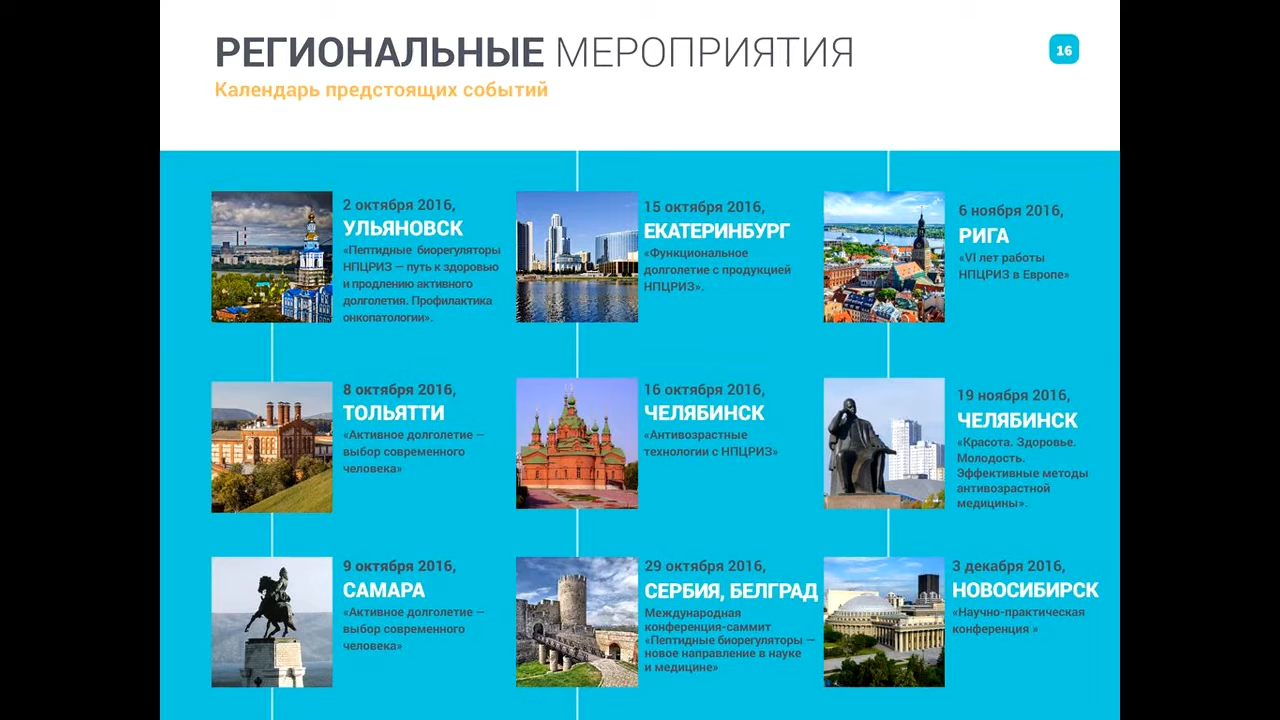 РЕГИОНАЛЬНЫЕ МЕРОПРИЯТИЯ
16
Календарь предстоящих событий
2 октября 2016,
УЛЬЯНОВСК
«Пептидные биорегуляторы
НПЦРИЗ — путь к здоровью
и продлению активного
долголетия. Профилактика
онкопатологии».
8 октября 2016,
ТОЛЬЯТТИ
«Активное долголетие —
выбор современного
человека»
9 октября 2016,
САМАРА
«Активное долголетие —
выбор современного
человека»
15 октября 2016,
ЕКАТЕРИНБУРГ
«Функциональное
долголетие с продукцией
НПЦРИЗ».
16 октября 2016,
ЧЕЛЯБИНСК
«Антивозрастные
технологии с НПЦРИЗ»
29 октября 2016,
СЕРБИЯ, БЕЛГРАД
Международная
конференция-саммит
«Пептидные биорегуляторы —
новое направление в науке
и медицине»
6 ноября 2016,
РИГА
«VI лет работы
НПЦРИЗ в Европе»
19 ноября 2016,
ЧЕЛЯБИНСК
«Красота. Здоровье.
Молодость.
Эффективные методы
антивозрастной
медицины».
3 декабря 2016,
НОВОСИБИРСК
«Научно-практическая
конференция »